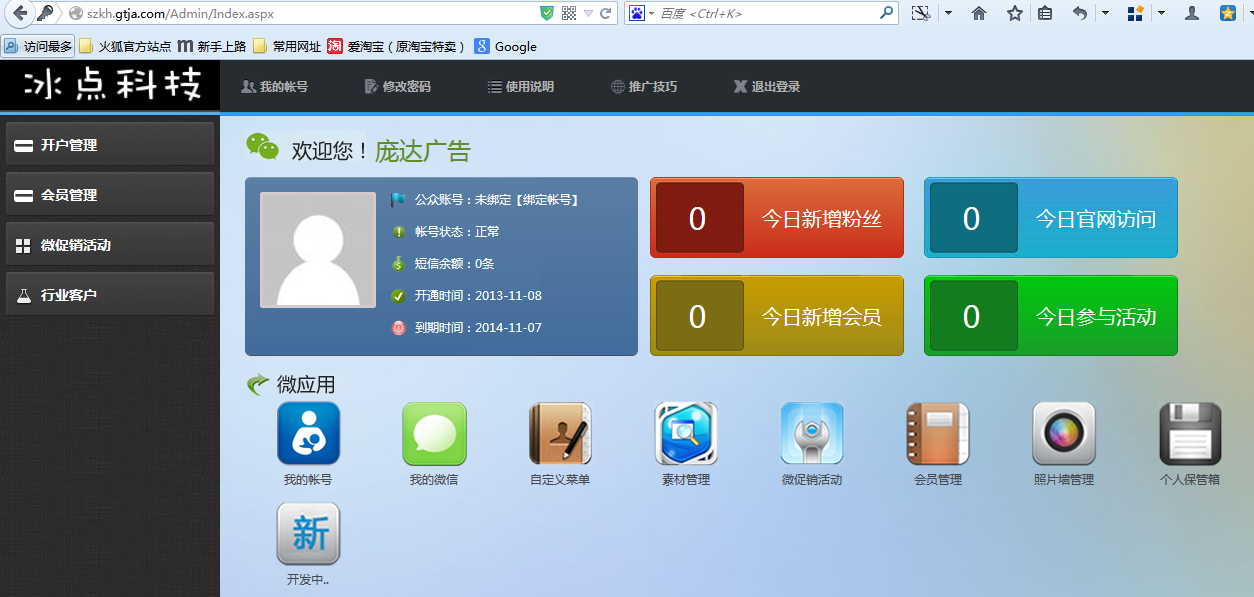 szkh.gtja.com/Admin/Index.aspx
百度 <Ctrl+K>
访问最多 火狐官方站点 新手上路 常用网址 淘 爱淘宝（原淘宝特卖） 8 Google
冰点科技
我的帐号 修改密码 使用说明 推广技巧 退出登录
开户管理
会员管理
微促销活动
行业客户
欢迎您！庞达广告
公众账号：未绑定【绑定帐号】
帐号状态：正常
短信余额：0条
开通时间：2013-11-08
到期时间：2014-11-07
0 今日新增粉丝
0 今日官网访问
0 今日新增会员
0 今日参与活动
微应用
我的帐号 我的微信 自定义菜单 素材管理 微促销活动 会员管理 照片墙管理 个人保管箱
新
开发中..